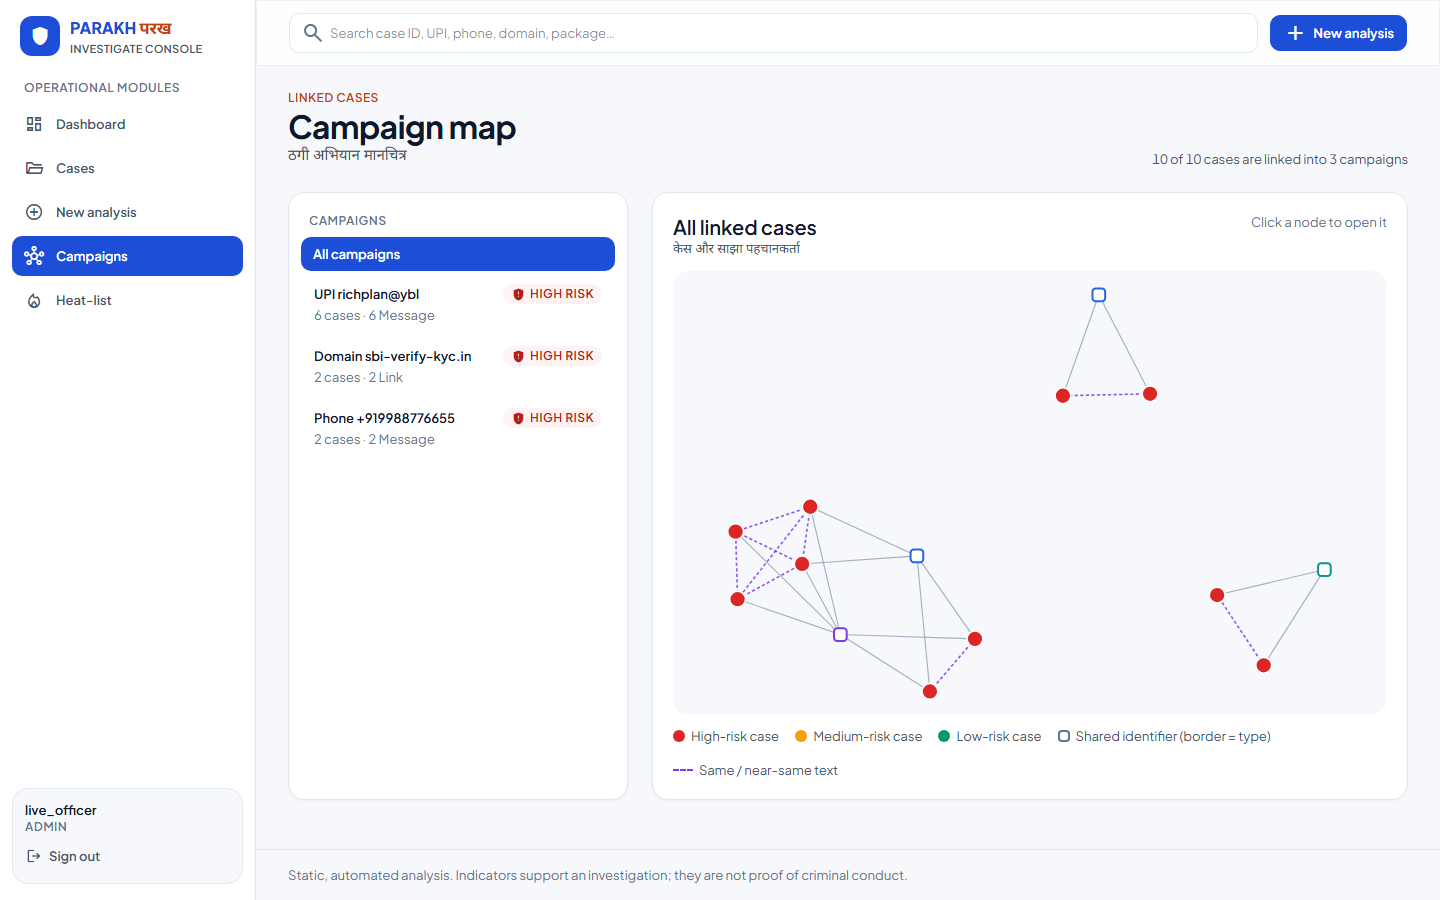 PARAKH परख
INVESTIGATE CONSOLE
OPERATIONAL MODULES
Dashboard
Cases
New analysis
Campaigns
Heat-list
live_officer
ADMIN
Sign out
Search case ID, UPI, phone, domain, package...
New analysis
LINKED CASES
Campaign map
ठगी अभियान मानचित्र
10 of 10 cases are linked into 3 campaigns
CAMPAIGNS
All campaigns
UPI richplan@ybl HIGH RISK
6 cases · 6 Message
Domain sbi-verify-kyc.in HIGH RISK
2 cases · 2 Link
Phone +919988776655 HIGH RISK
2 cases · 2 Message
All linked cases
Click a node to open it
केस और साझा पहचानकर्ता
High-risk case Medium-risk case Low-risk case Shared identifier (border = type)
Same / near-same text
Static, automated analysis. Indicators support an investigation; they are not proof of criminal conduct.